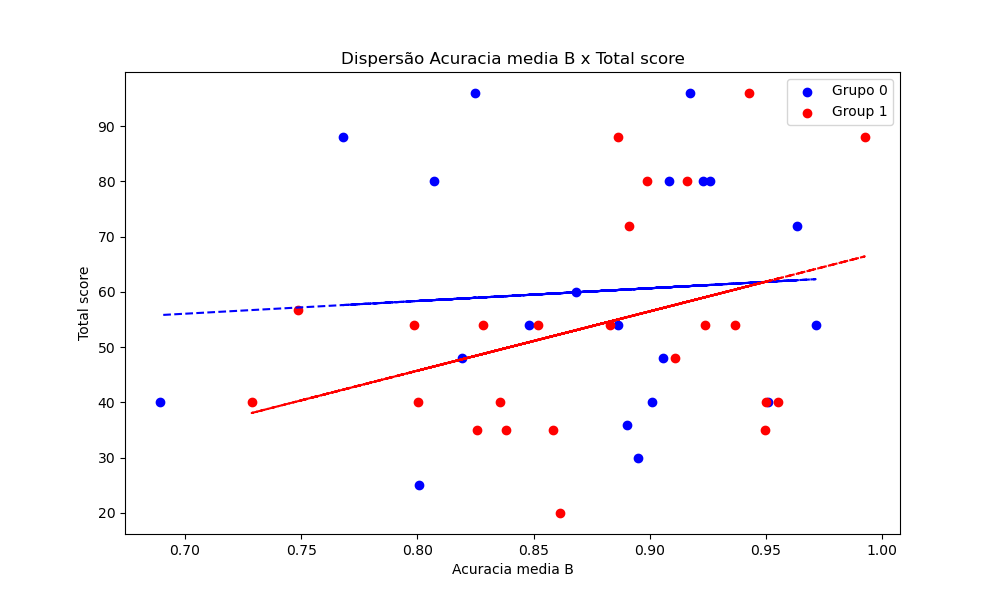 Dispersão Acuracia media B x Total score
Grupo 0
Group 1
90
80
70
60
50
40
30
20
Total score
0.70 0.75 0.80 0.85 0.90 0.95 1.00
Acuracia media B